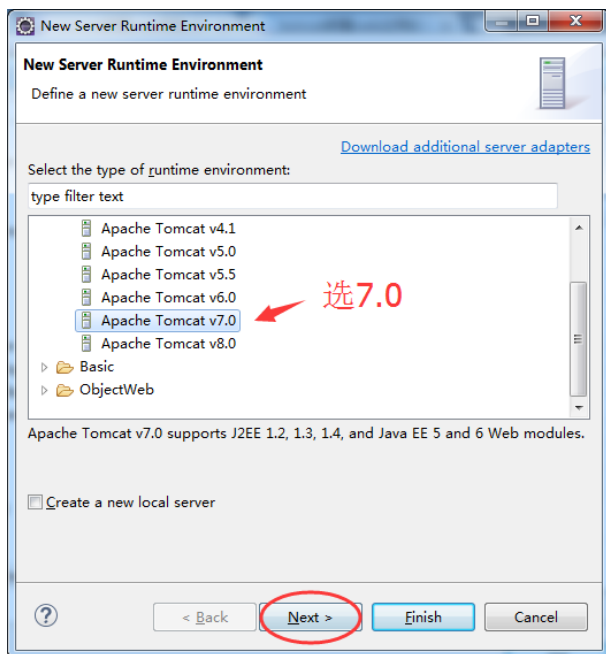 New Server Runtime Environment
New Server Runtime Environment
Define a new server runtime environment
Download additional server adapters
Select the type of runtime environment:
type filter text
Apache Tomcat v4.1
Apache Tomcat v5.0
Apache Tomcat v5.5
Apache Tomcat v6.0
选7.0
Apache Tomcat v7.0
Apache Tomcat v8.0
Basic
ObjectWeb
Apache Tomcat v7.0 supports J2EE 1.2, 1.3, 1.4, and Java EE 5 and 6 Web modules.
Create a new local server
? < Back Next > Finish Cancel